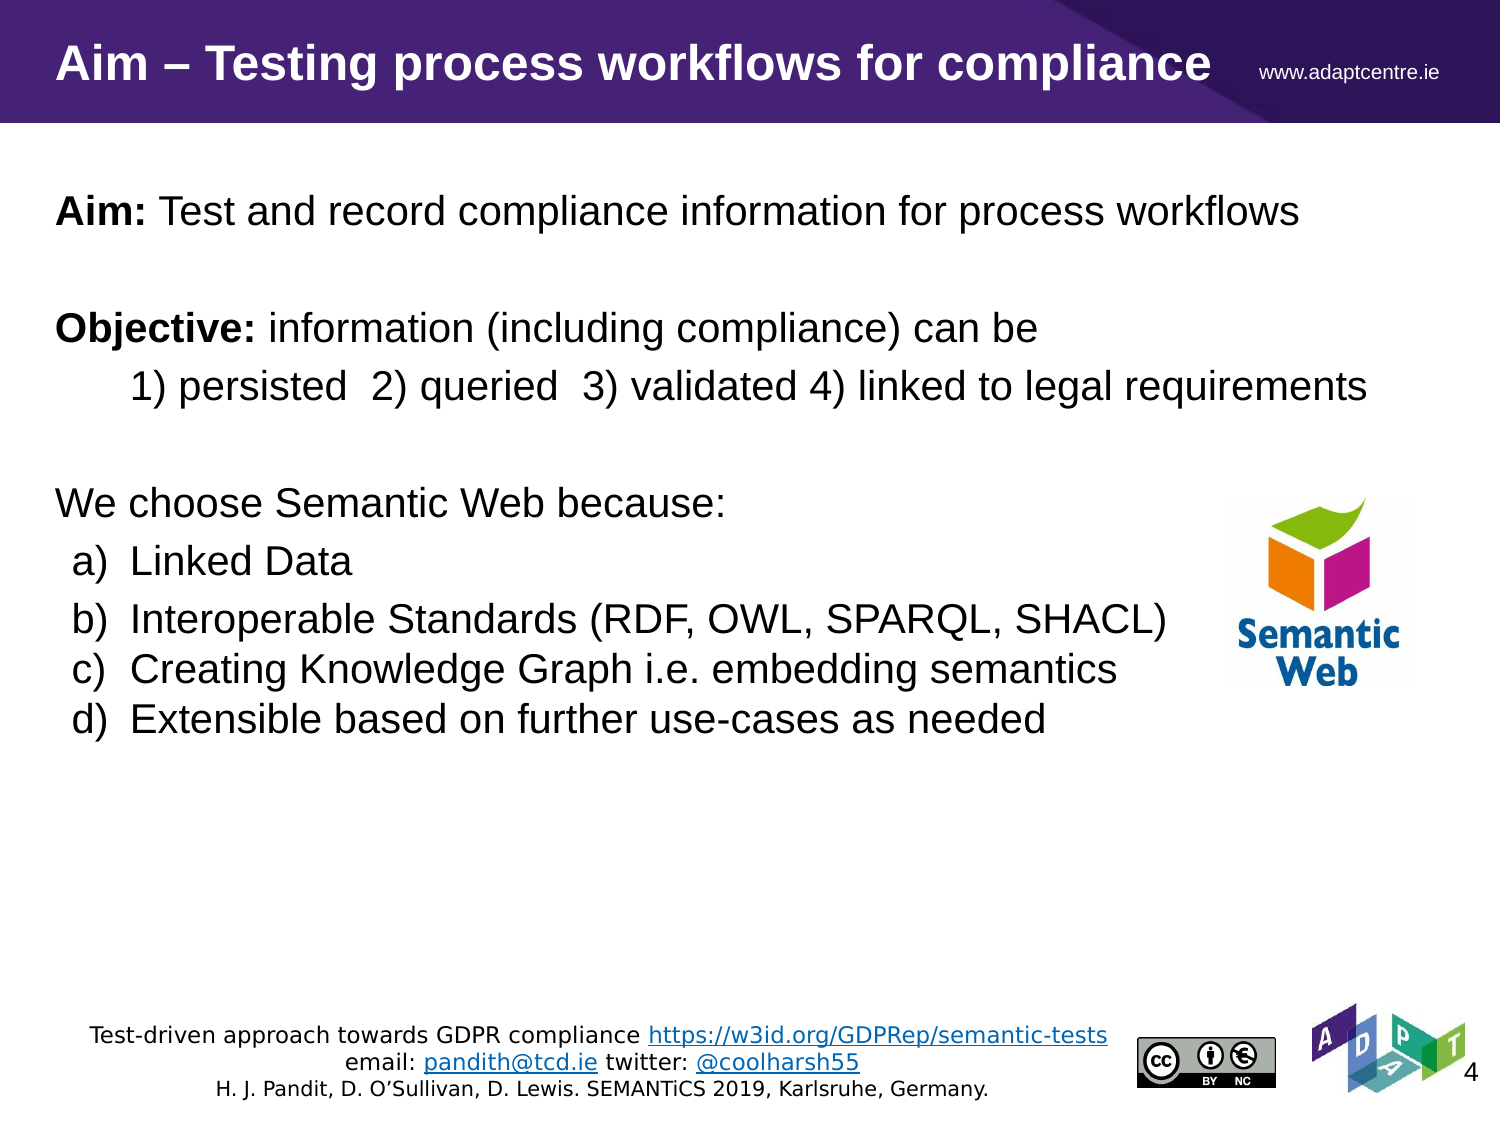 Aim – Testing process workflows for compliance
www.adaptcentre.ie
Aim: Test and record compliance information for process workflows
Objective: information (including compliance) can be
1) persisted 2) queried 3) validated 4) linked to legal requirements
We choose Semantic Web because:
a) Linked Data
b) Interoperable Standards (RDF, OWL, SPARQL, SHACL)
c) Creating Knowledge Graph i.e. embedding semantics
d) Extensible based on further use-cases as needed
Semantic
Web
Test-driven approach towards GDPR compliance https://w3id.org/GDPRep/semantic-tests
email: pandith@tcd.ie twitter: @coolharsh55
H. J. Pandit, D. O’Sullivan, D. Lewis. SEMANTiCS 2019, Karlsruhe, Germany.
cc BY NC
ADAPT
4